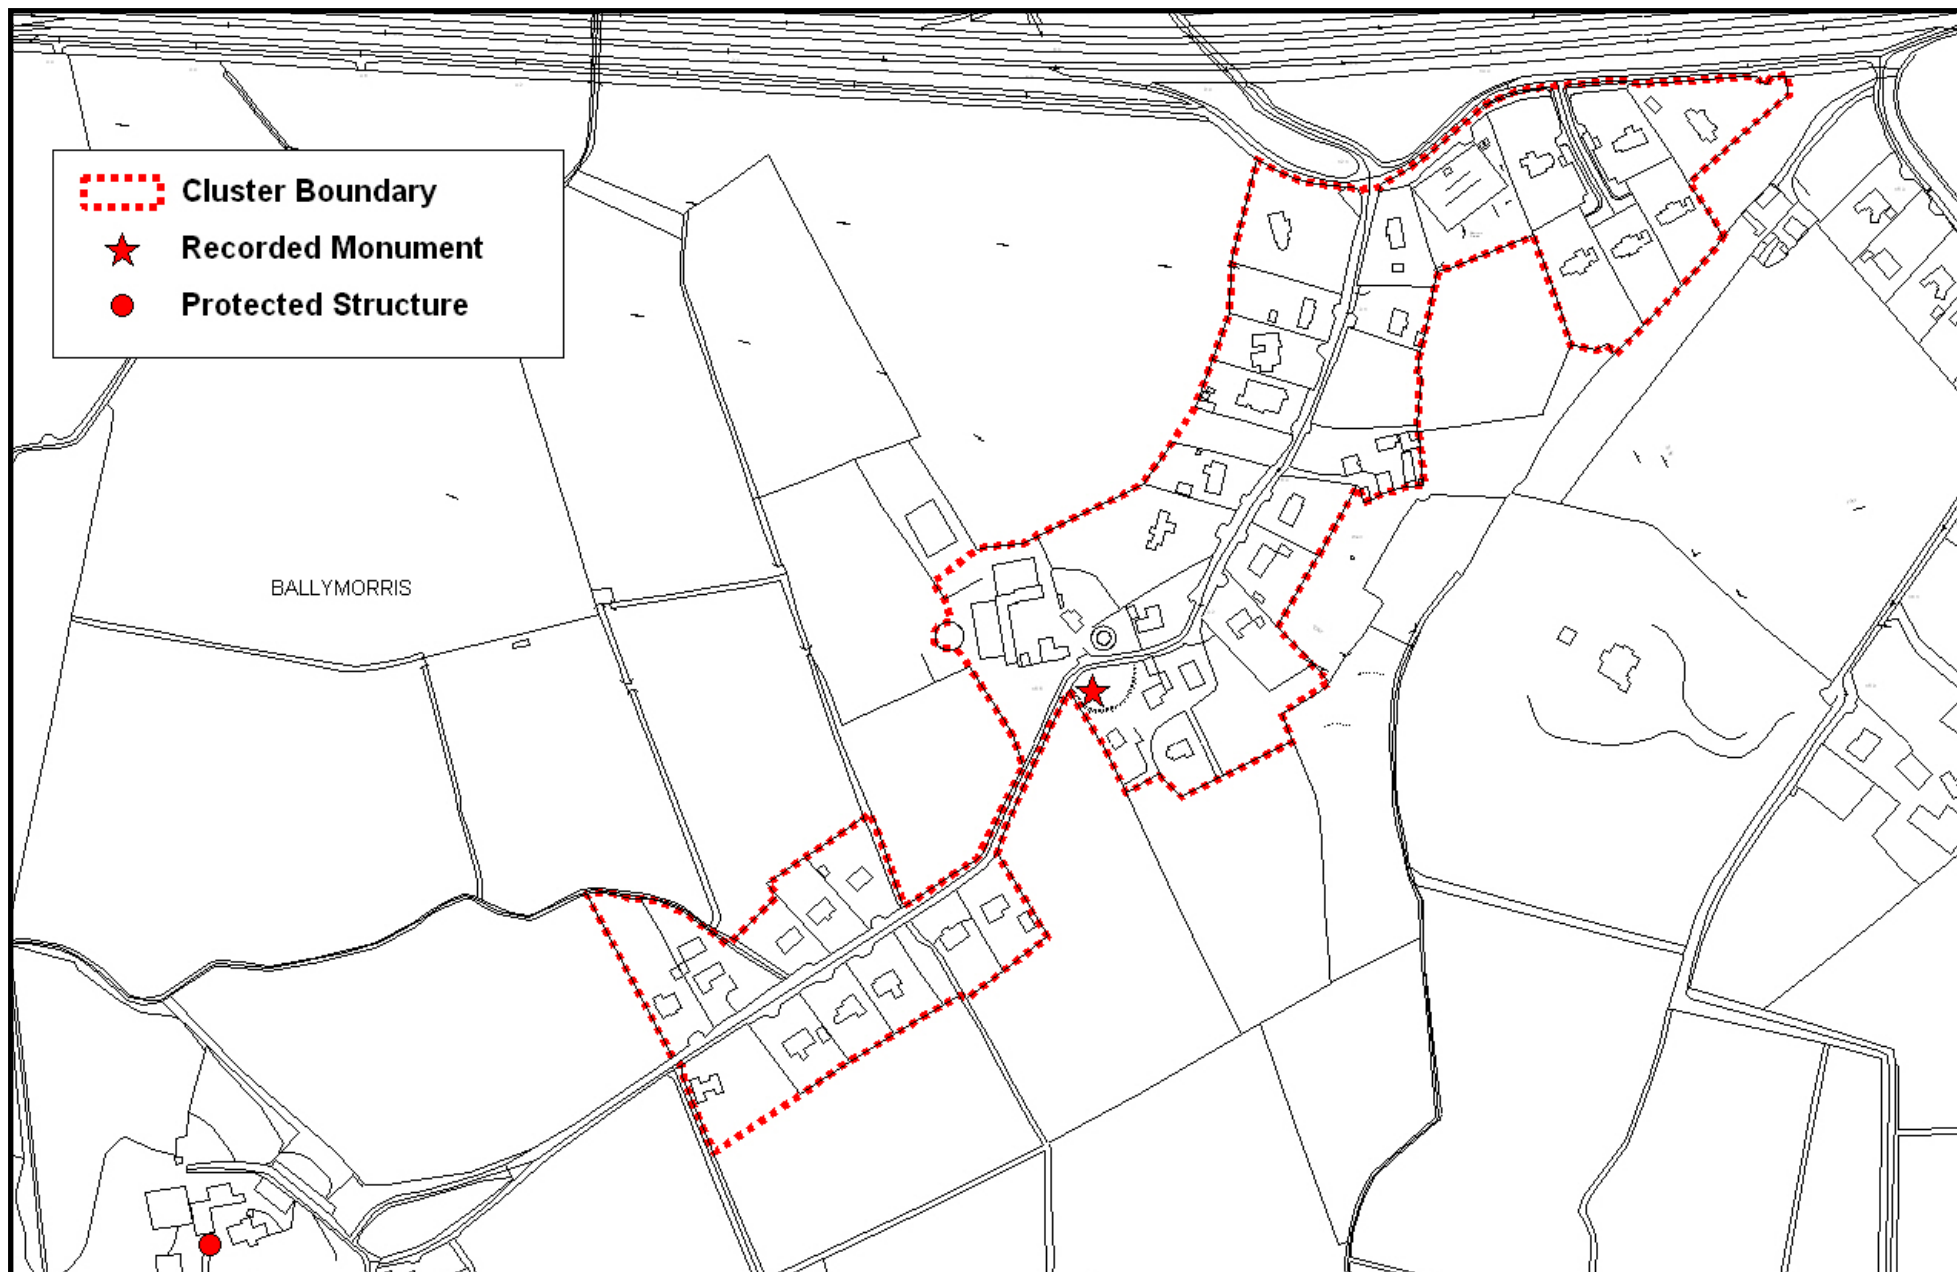 Cluster Boundary
Recorded Monument
Protected Structure
BALLYMORRIS